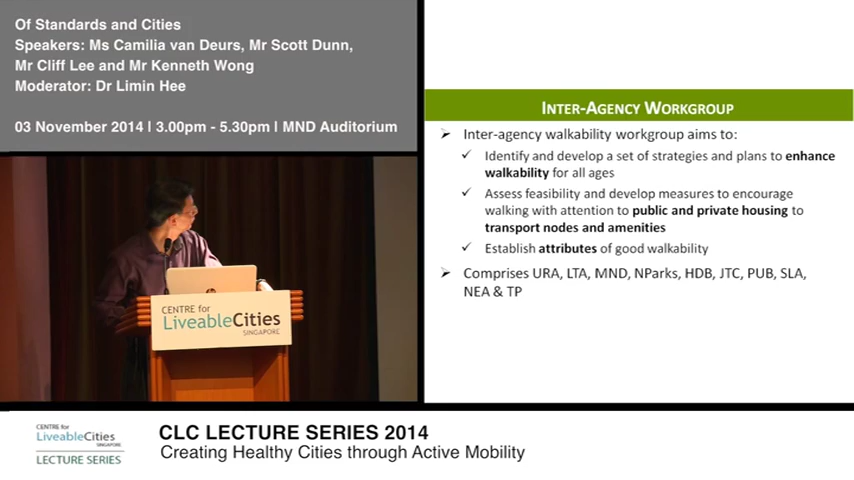 Of Standards and Cities
Speakers: Ms Camilia van Deurs, Mr Scott Dunn,
Mr Cliff Lee and Mr Kenneth Wong
Moderator: Dr Limin Hee
03 November 2014 | 3.00pm - 5.30pm | MND Auditorium
INTER-AGENCY WORKGROUP
Inter-agency walkability workgroup aims to:
Identify and develop a set of strategies and plans to enhance
walkability for all ages
Assess feasibility and develop measures to encourage
walking with attention to public and private housing to
transport nodes and amenities
Establish attributes of good walkability
Comprises URA, LTA, MND, NParks, HDB, JTC, PUB, SLA,
NEA & TP
CENTRE for
LiveableCities
SINGAPORE
CENTRE for
LiveableCities
SINGAPORE
LECTURE SERIES
CLC LECTURE SERIES 2014
Creating Healthy Cities through Active Mobility